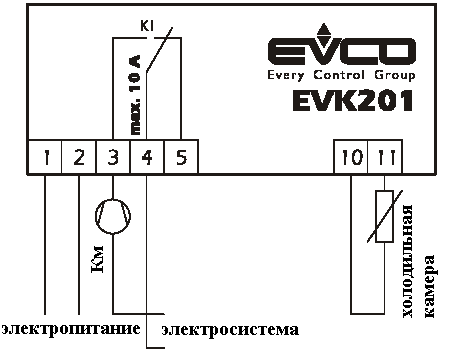 KI
EVCO
Every Control Group
EVK201
max. 10 A
1 2 3 4 5 10 11
Км
холодильная
камера
электропитание электросистема